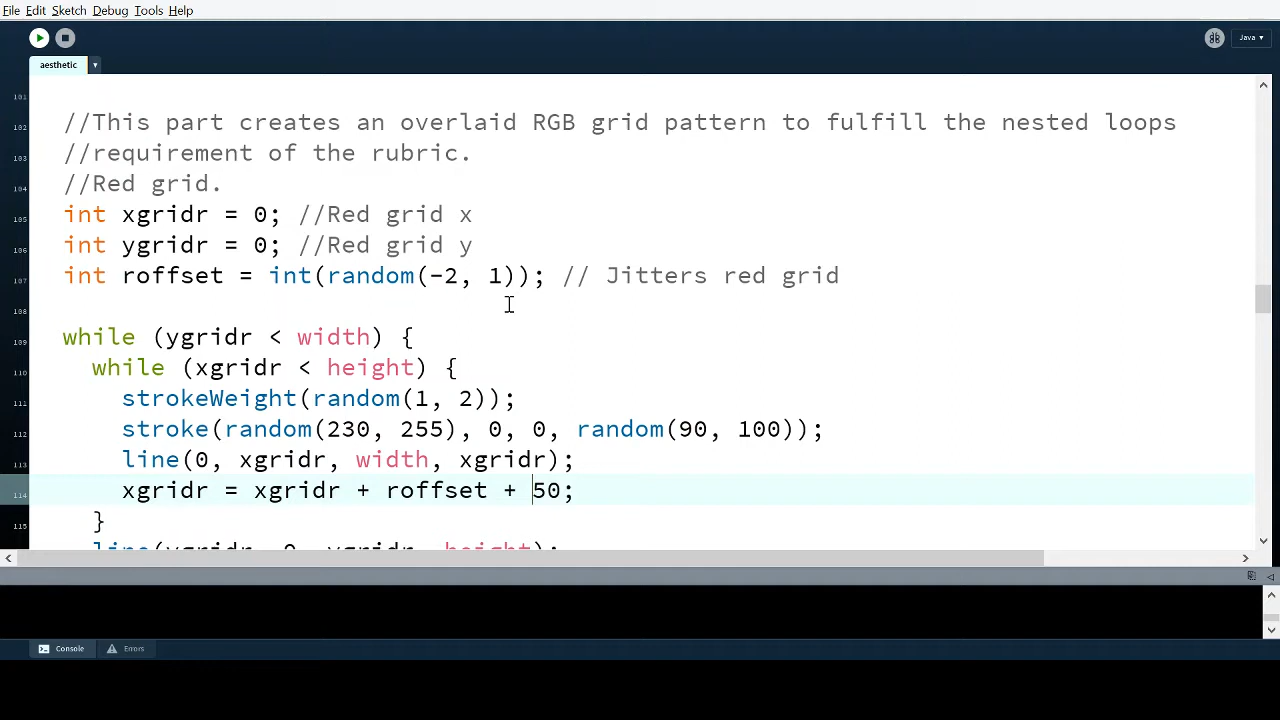 File Edit Sketch Debug Tools Help
Java ▾
aesthetic ▾
101
102 //This part creates an overlaid RGB grid pattern to fulfill the nested loops
103 //requirement of the rubric.
104 //Red grid.
105 int xgridr = 0; //Red grid x
106 int ygridr = 0; //Red grid y
107 int roffset = int(random(-2, 1)); // Jitters red grid
108
109 while (ygridr < width) {
110 while (xgridr < height) {
111 strokeWeight(random(1, 2));
112 stroke(random(230, 255), 0, 0, random(90, 100));
113 line(0, xgridr, width, xgridr);
114 xgridr = xgridr + roffset + 50;
115 }
line(ygridr, 0, ygridr, height);
Console Errors